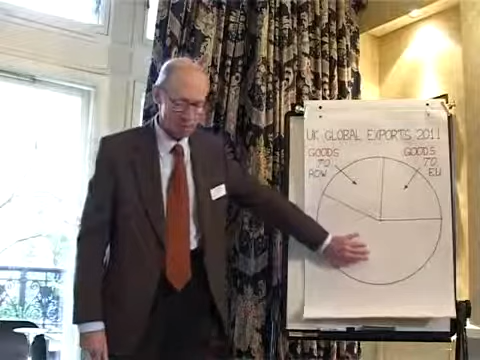 UK GLOBAL EXPORTS 2011
GOODS
TO
ROW
GOODS
TO
EU